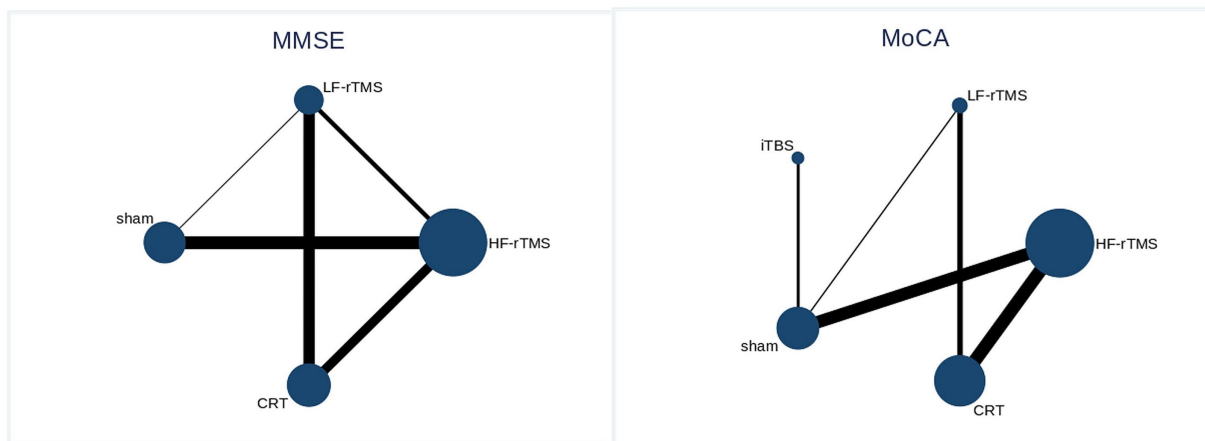 MMSE
LF-rTMS
sham
HF-rTMS
CRT
MoCA
LF-rTMS
iTBS
HF-rTMS
sham
CRT